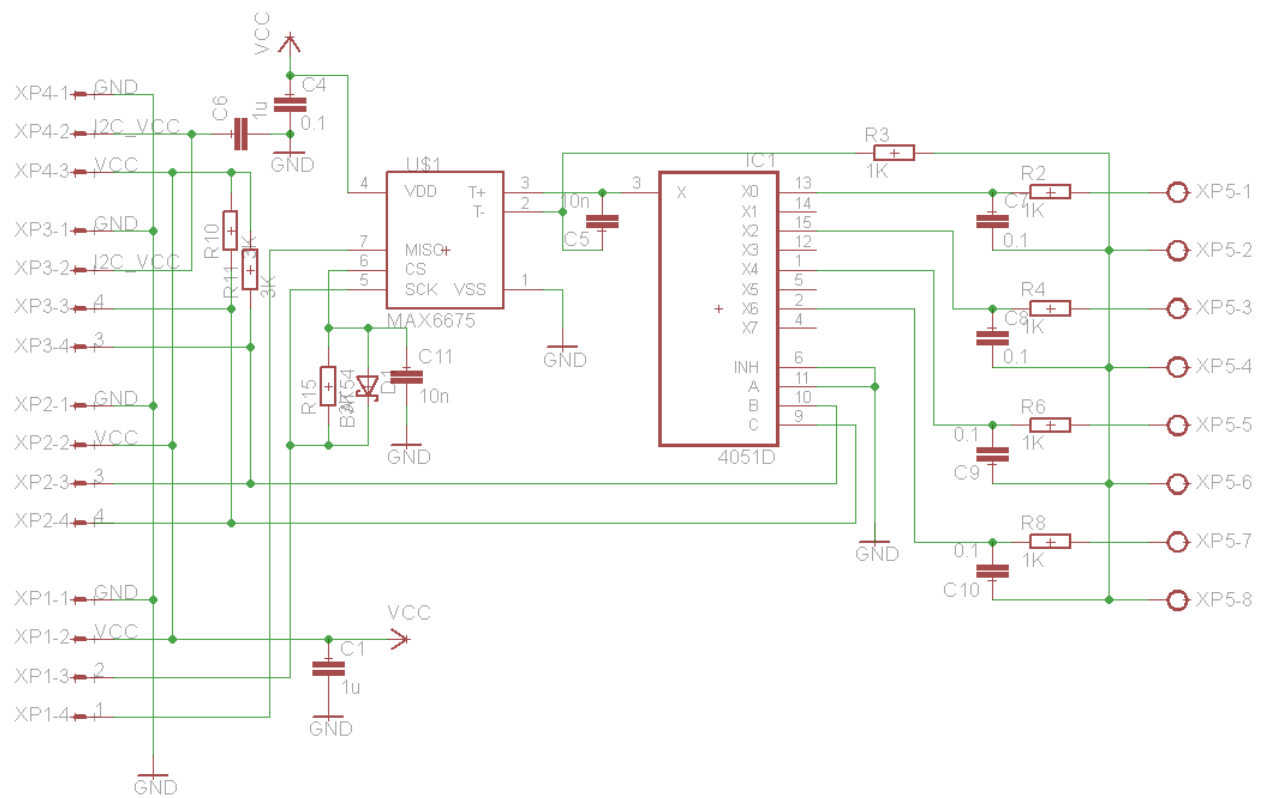 VCC
XP4-1 GND
C6
1u
C4
0.1
XP4-2 I2C_VCC
GND
R3
1K
XP4-3 VCC
U$1
IC1
R2
1K
4 VDD T+ 3
10n
3 X X0 13
C7
XP5-1
T- 2
X1 14
XP3-1 GND
R10
3K
C5
X2 15
0.1
7 MISO
X3 12
XP5-2
XP3-2 I2C_VCC
R11
3K
6 CS
X4 1
5 SCK VSS 1
X5 5
R4
1K
XP3-3 4
X6 2
C8
XP5-3
MAX6675
X7 4
XP3-4 3
GND
0.1
C11
10n
INH 6
XP5-4
R15
BAT54
D1
A 11
XP2-1 GND
B 10
R6
1K
C 9
0.1
XP5-5
XP2-2 VCC
GND
4051D
C9
XP2-3 3
XP5-6
XP2-4 4
R8
1K
GND
0.1
XP5-7
C10
XP1-1 GND
VCC
XP5-8
XP1-2 VCC
C1
1u
XP1-3 2
XP1-4 1
GND
GND